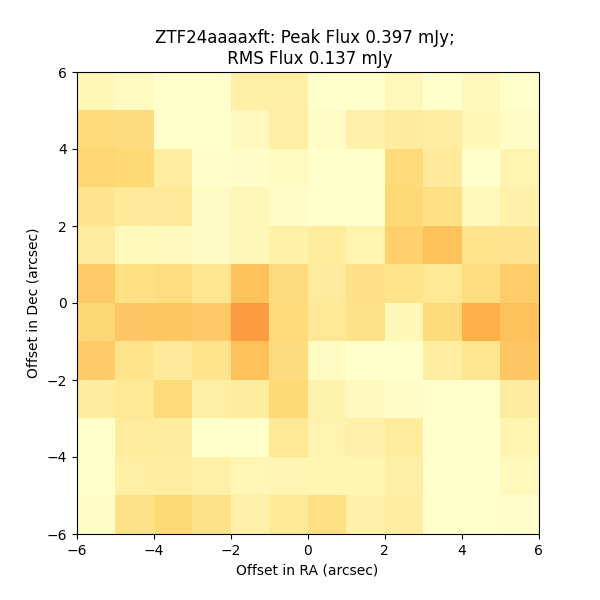 ZTF24aaaaxft: Peak Flux 0.397 mJy;
RMS Flux 0.137 mJy
6
4
2
0
−2
−4
−6
Offset in Dec (arcsec)
−6 −4 −2 0 2 4 6
Offset in RA (arcsec)